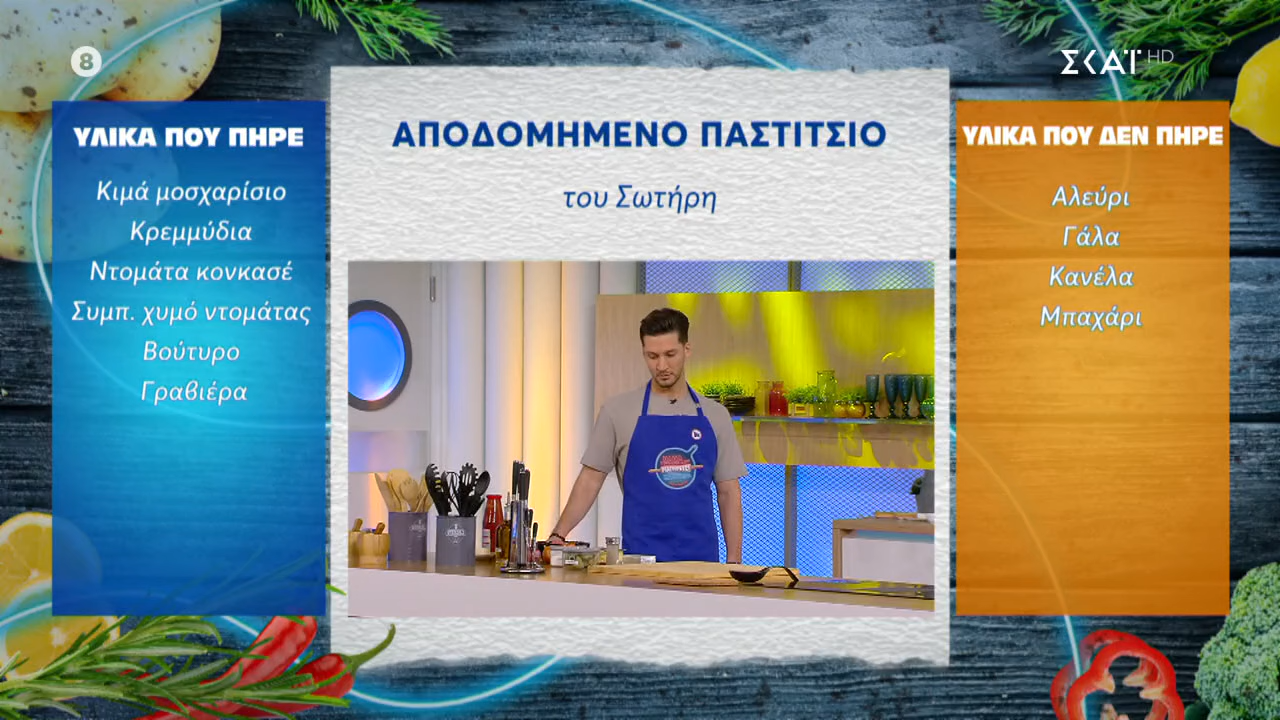 8
ΣΚΑΪ HD
ΥΛΙΚΑ ΠΟΥ ΠΗΡΕ
Κιμά μοσχαρίσιο
Κρεμμύδια
Ντομάτα κονκασέ
Συμπ. χυμό ντομάτας
Βούτυρο
Γραβιέρα
ΑΠΟΔΟΜΗΜΕΝΟ ΠΑΣΤΙΤΣΙΟ
του Σωτήρη
ΥΛΙΚΑ ΠΟΥ ΔΕΝ ΠΗΡΕ
Αλεύρι
Γάλα
Κανέλα
Μπαχάρι